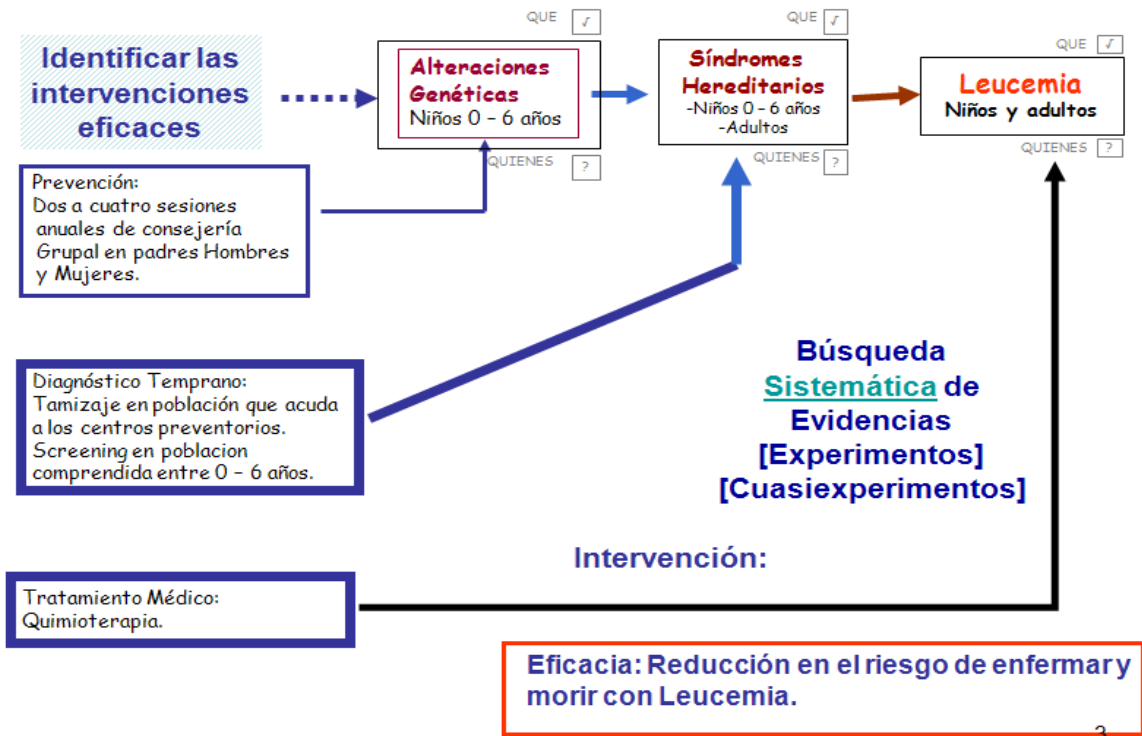 Identificar las
intervenciones
eficaces
QUE √
Alteraciones
Genéticas
Niños 0 – 6 años
QUIENES ?
QUE √
Síndromes
Hereditarios
-Niños 0 – 6 años
-Adultos
QUIENES ?
QUE √
Leucemia
Niños y adultos
QUIENES ?
Prevención:
Dos a cuatro sesiones
anuales de consejería
Grupal en padres Hombres
y Mujeres.
Diagnóstico Temprano:
Tamizaje en población que acuda
a los centros preventorios.
Screening en poblacion
comprendida entre 0 – 6 años.
Búsqueda
Sistemática de
Evidencias
[Experimentos]
[Cuasiexperimentos]
Intervención:
Tratamiento Médico:
Quimioterapia.
Eficacia: Reducción en el riesgo de enfermar y
morir con Leucemia.
3